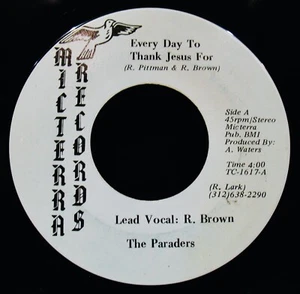 MICTERRA
RECORDS
Every Day To
Thank Jesus For
(R. Pittman & R. Brown)
Side A
45rpm/Stereo
Micterra
Pub. BMI
Produced By:
A. Waters
Time 4:00
TC-1617-A
(R. Lark)
(312)638-2290
Lead Vocal: R. Brown
The Paraders